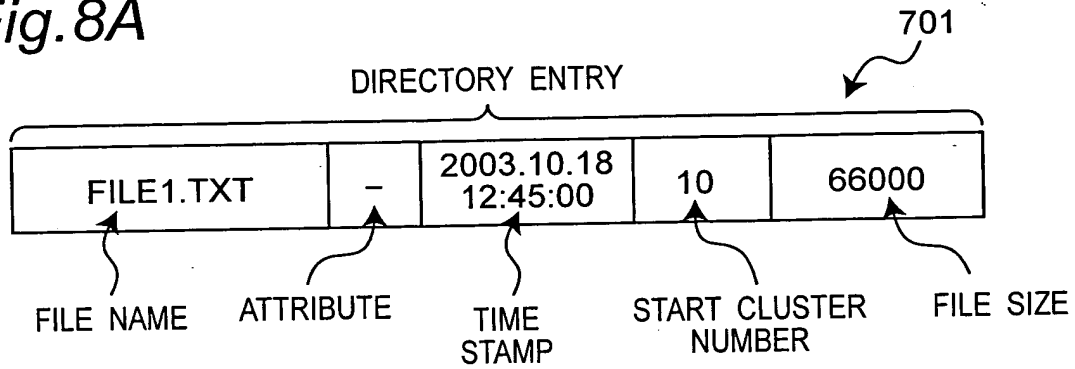 Fig.8A
701
DIRECTORY ENTRY
FILE1.TXT
–
2003.10.18
12:45:00
10
66000
FILE NAME
ATTRIBUTE
TIME
STAMP
START CLUSTER
NUMBER
FILE SIZE